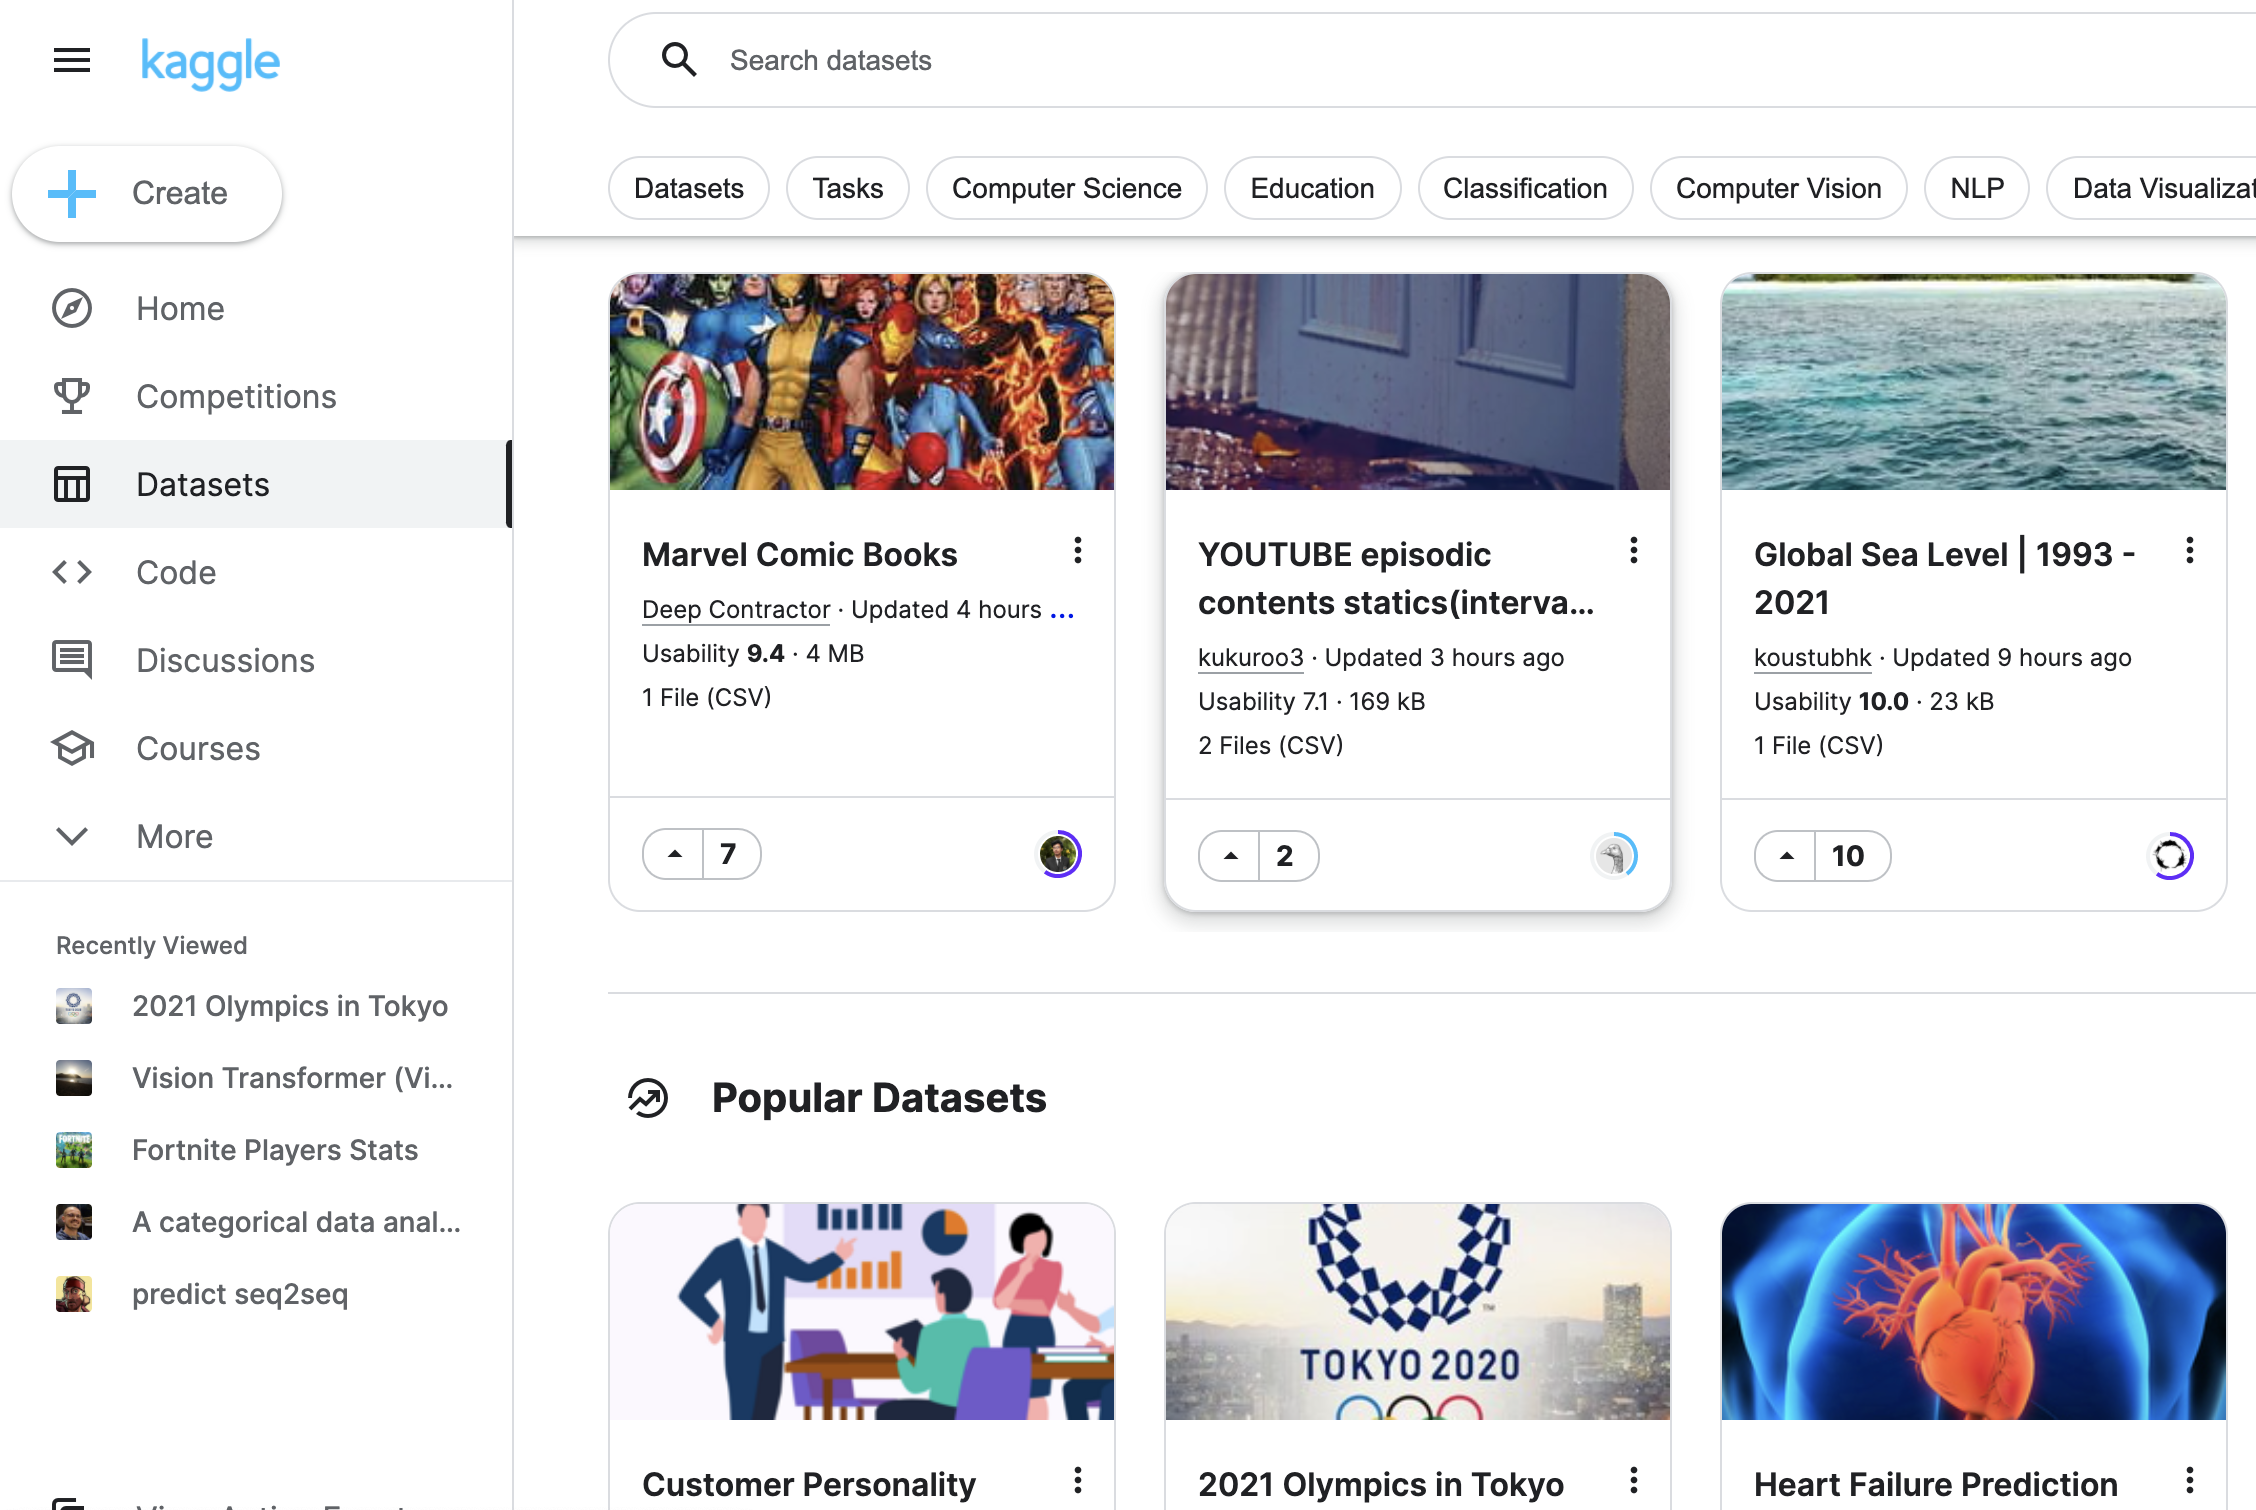 kaggle
Search datasets
Create
Datasets
Tasks
Computer Science
Education
Classification
Computer Vision
NLP
Data
Home
Competitions
Datasets
Code
Discussions
Courses
More
Recently Viewed
2021 Olympics in Tokyo
Vision Transformer (Vi...
Fortnite Players Stats
A categorical data anal...
predict seq2seq
Marvel Comic Books
Deep Contractor · Updated 4 hours ...
Usability 9.4 · 4 MB
1 File (CSV)
7
YOUTUBE episodic
contents statics(interva...
kukuroo3 · Updated 3 hours ago
Usability 7.1 · 169 kB
2 Files (CSV)
2
Global Sea Level | 1993 -
2021
koustubhk · Updated 9 hours ago
Usability 10.0 · 23 kB
1 File (CSV)
10
Popular Datasets
Customer Personality
TOKYO 2020
TM
2021 Olympics in Tokyo
Heart Failure Prediction